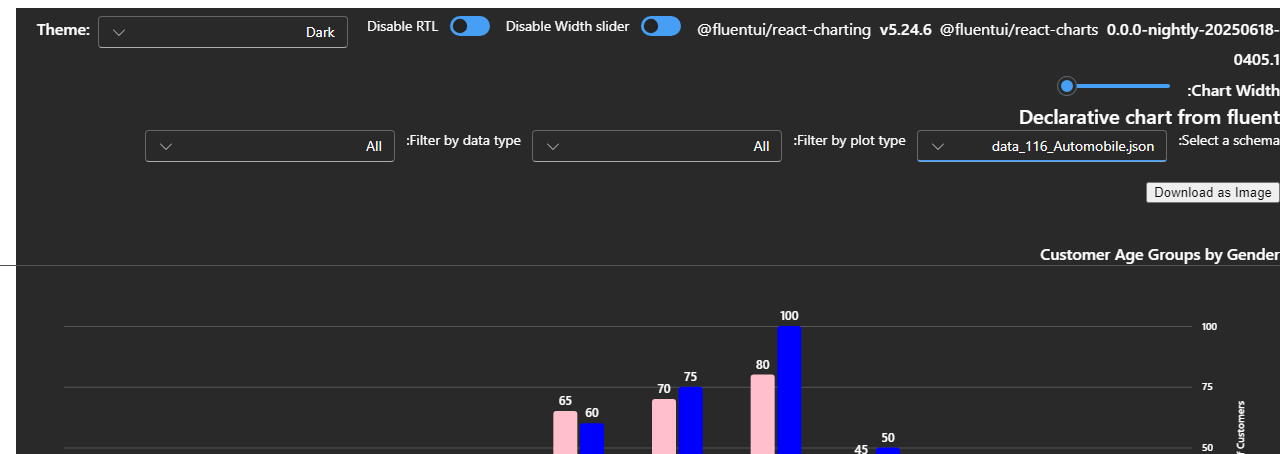 Theme: Dark Disable RTL Disable Width slider @fluentui/react-charting v5.24.6 @fluentui/react-charts 0.0.0-nightly-20250618-
0405.1
:Chart Width
Declarative chart from fluent
:Select a schema data_116_Automobile.json :Filter by plot type All :Filter by data type All
Download as Image
Customer Age Groups by Gender
100
100
80
75
75
70
65
60
50
50
45
Customers